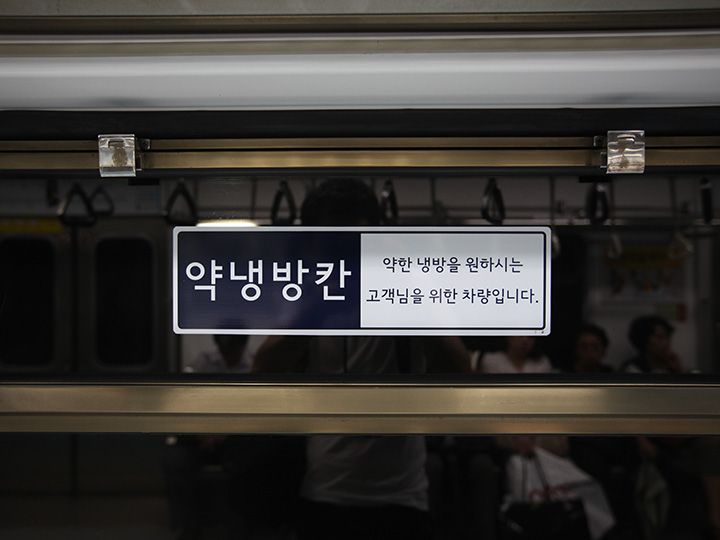 약냉방칸
약한 냉방을 원하시는
고객님을 위한 차량입니다.